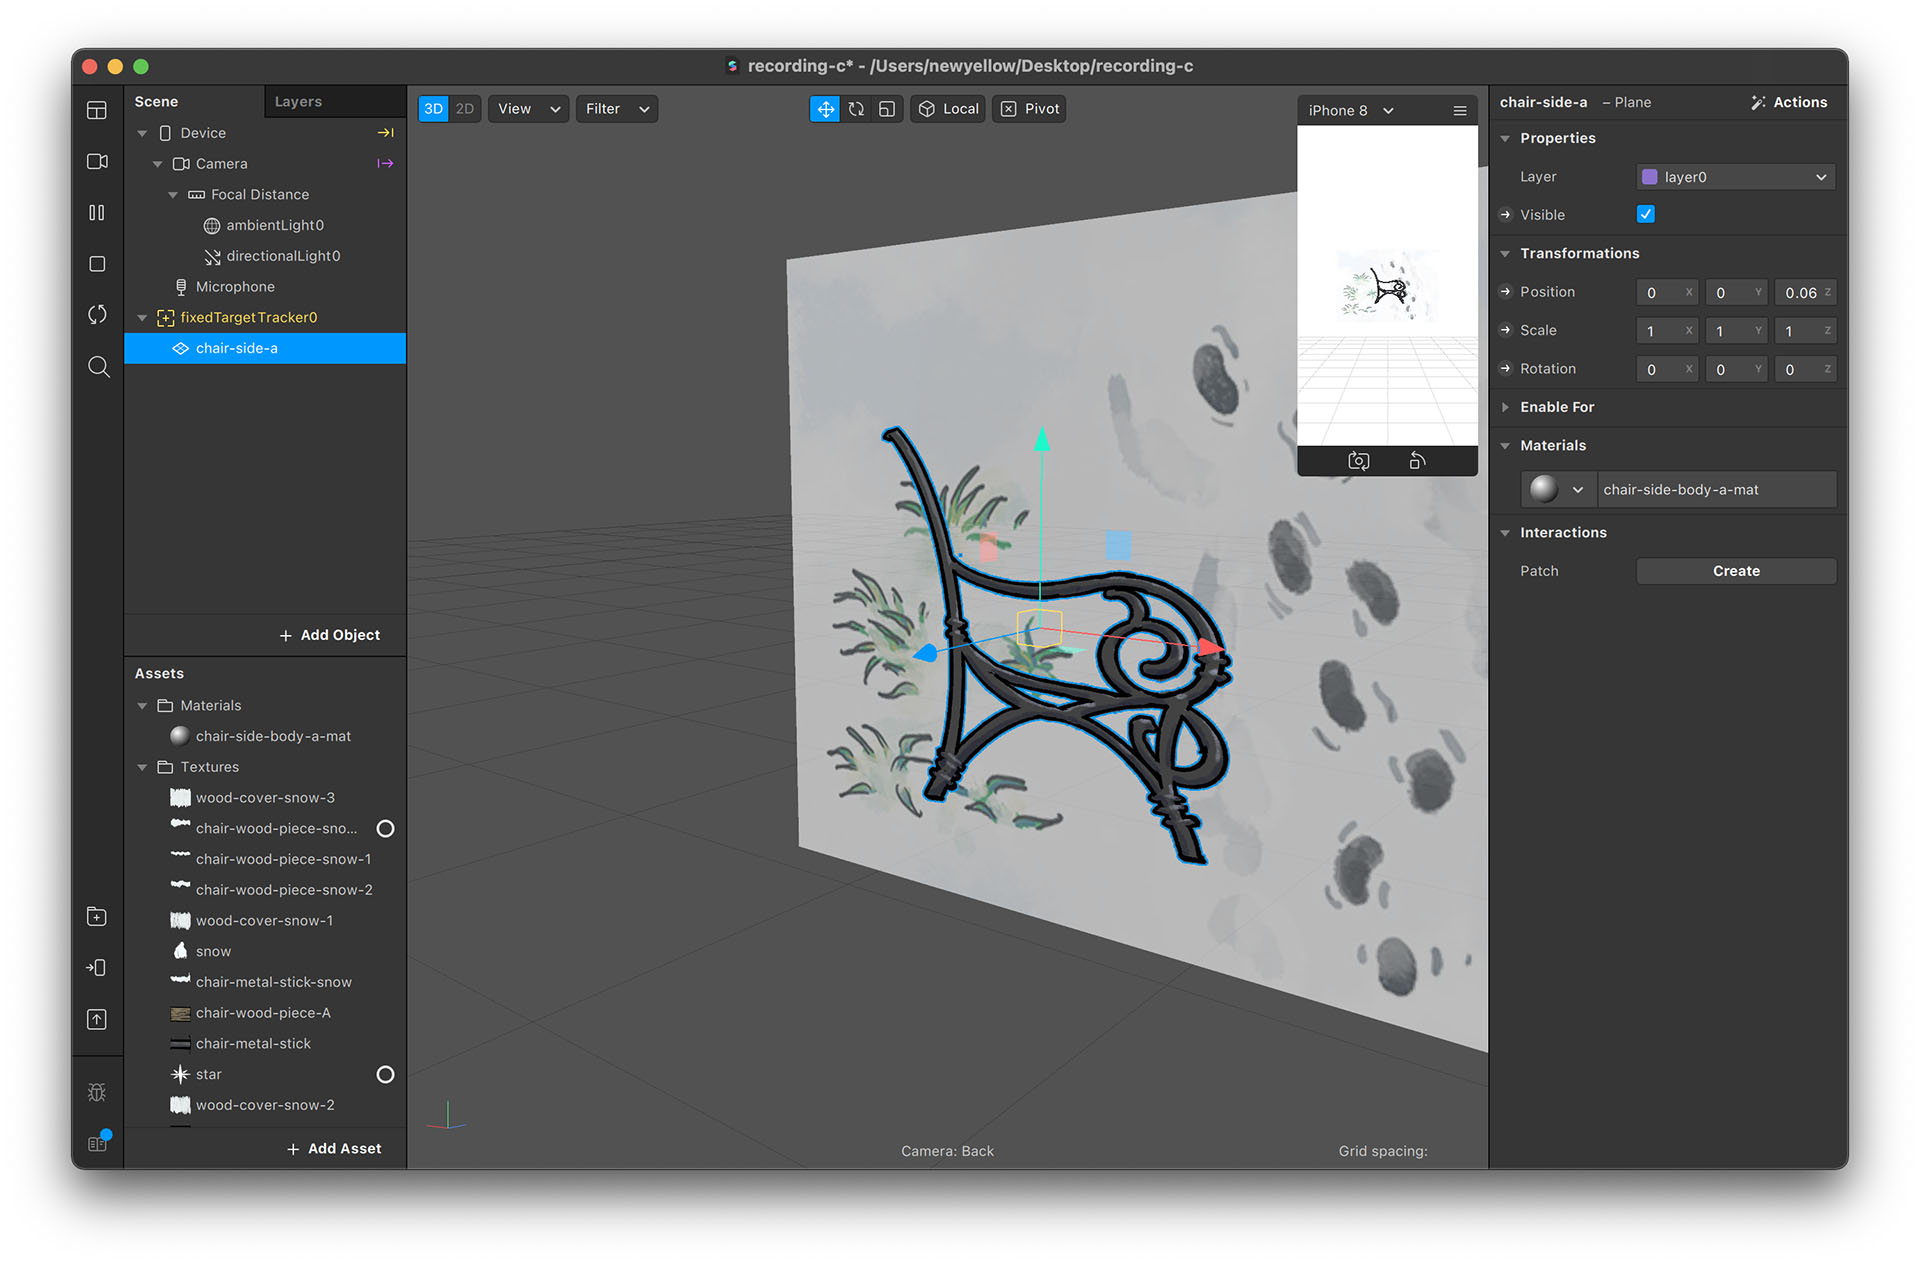 recording-c* - /Users/newyellow/Desktop/recording-c
Scene
Layers
Device
Camera
Focal Distance
ambientLight0
directionalLight0
Microphone
fixedTargetTracker0
chair-side-a
+ Add Object
Assets
Materials
chair-side-body-a-mat
Textures
wood-cover-snow-3
chair-wood-piece-sno...
chair-wood-piece-snow-1
chair-wood-piece-snow-2
wood-cover-snow-1
snow
chair-metal-stick-snow
chair-wood-piece-A
chair-metal-stick
star
wood-cover-snow-2
+ Add Asset
3D 2D View Filter
Local Pivot
iPhone 8
Camera: Back
Grid spacing:
chair-side-a – Plane Actions
Properties
Layer layer0
Visible
Transformations
Position 0 X 0 Y 0.06 Z
Scale 1 X 1 Y 1 Z
Rotation 0 X 0 Y 0 Z
Enable For
Materials
chair-side-body-a-mat
Interactions
Patch Create